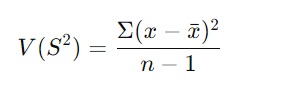 V(S²) = Σ(x − x̄)² / n − 1